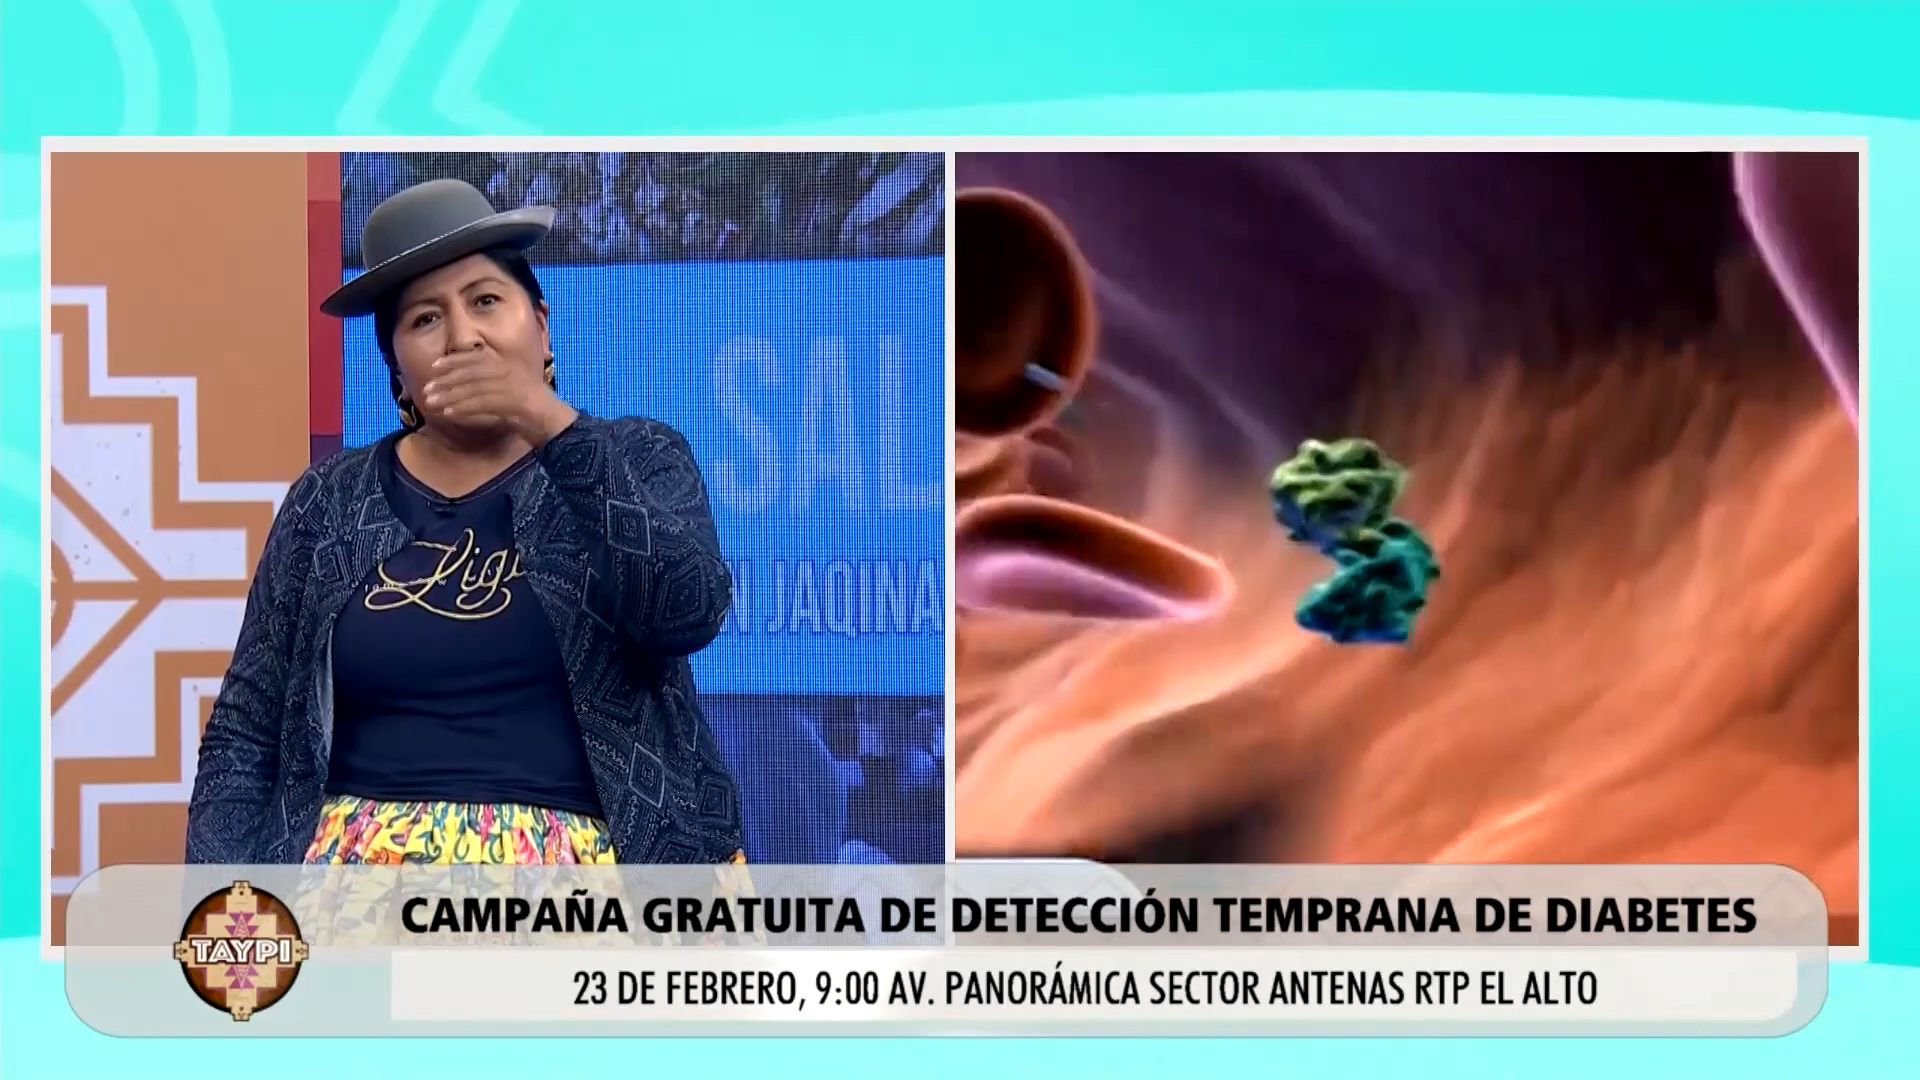 SAL
N JAQINA
TAYPI
CAMPAÑA GRATUITA DE DETECCIÓN TEMPRANA DE DIABETES
23 DE FEBRERO, 9:00 AV. PANORÁMICA SECTOR ANTENAS RTP EL ALTO